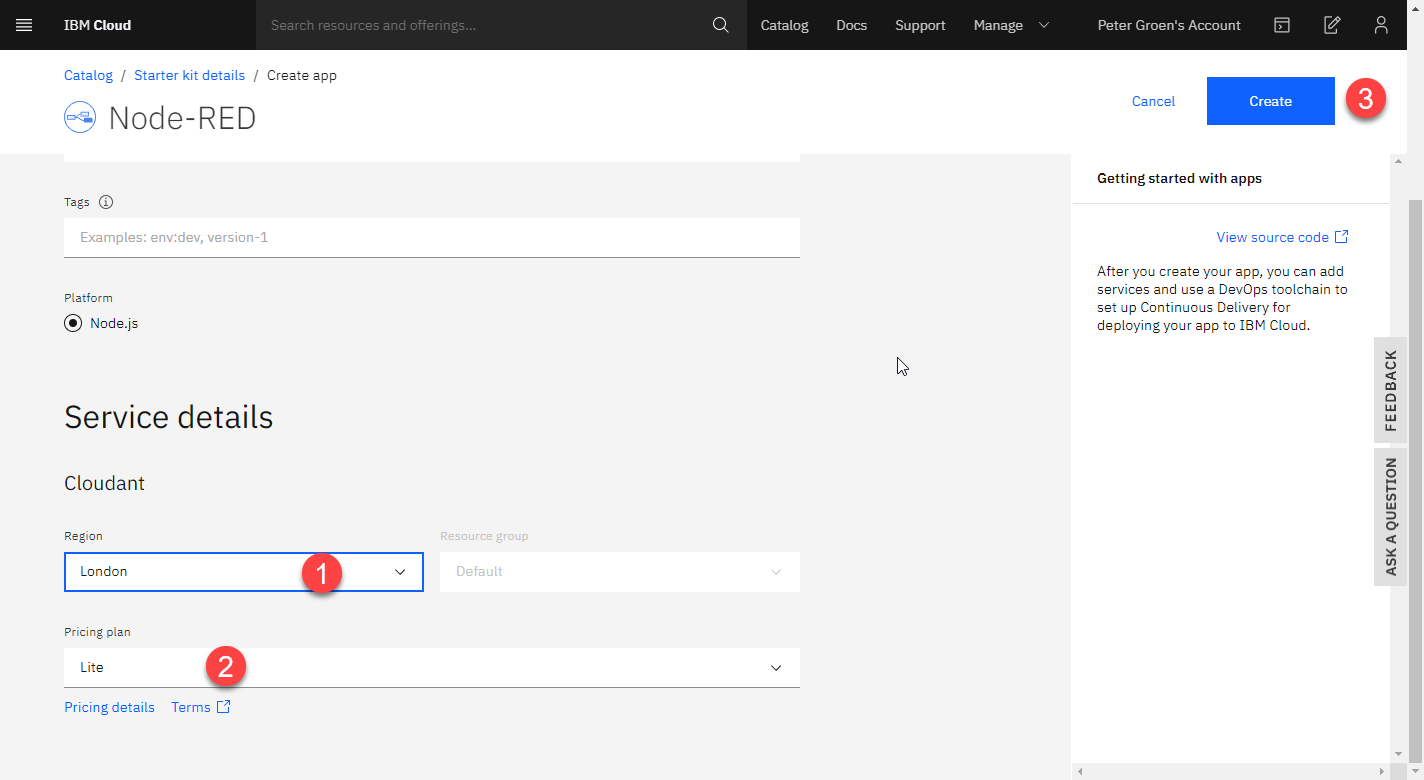 IBM Cloud
Search resources and offerings...
Catalog
Docs
Support
Manage
Peter Groen's Account
Catalog / Starter kit details / Create app
Node-RED
Cancel
Create
3
Tags
Examples: env:dev, version-1
Platform
Node.js
Service details
Cloudant
Region
London
1
Resource group
Default
Pricing plan
Lite
2
Pricing details
Terms
Getting started with apps
View source code
After you create your app, you can add
services and use a DevOps toolchain to
set up Continuous Delivery for
deploying your app to IBM Cloud.
FEEDBACK
ASK A QUESTION